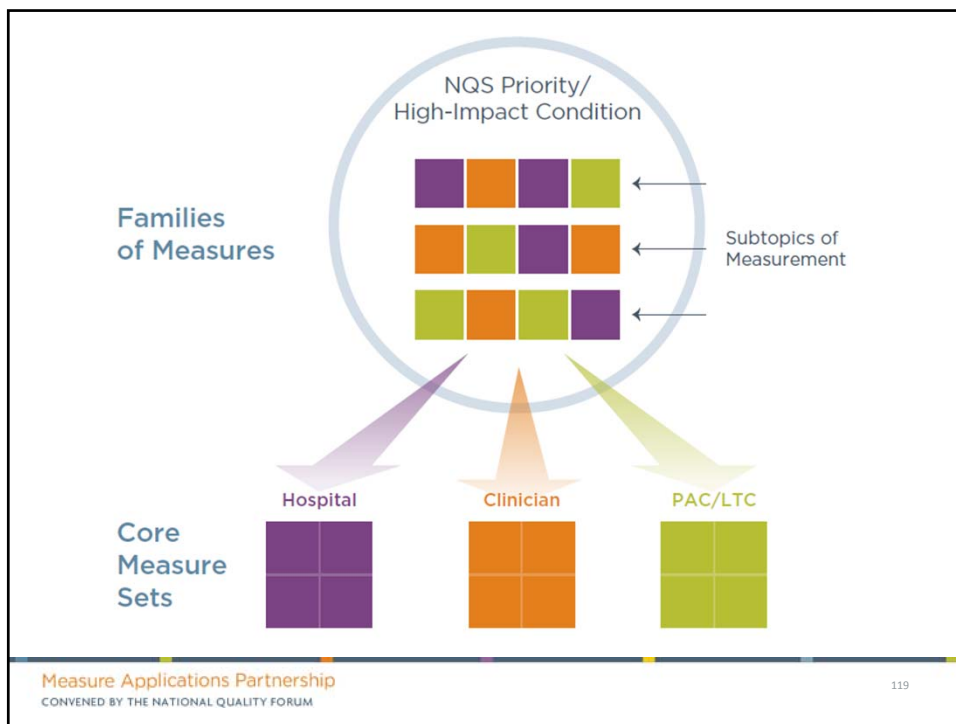 NQS Priority/
High-Impact Condition
Families
of Measures
Subtopics of
Measurement
Hospital
Clinician
PAC/LTC
Core
Measure
Sets
Measure Applications Partnership
CONVENED BY THE NATIONAL QUALITY FORUM
119